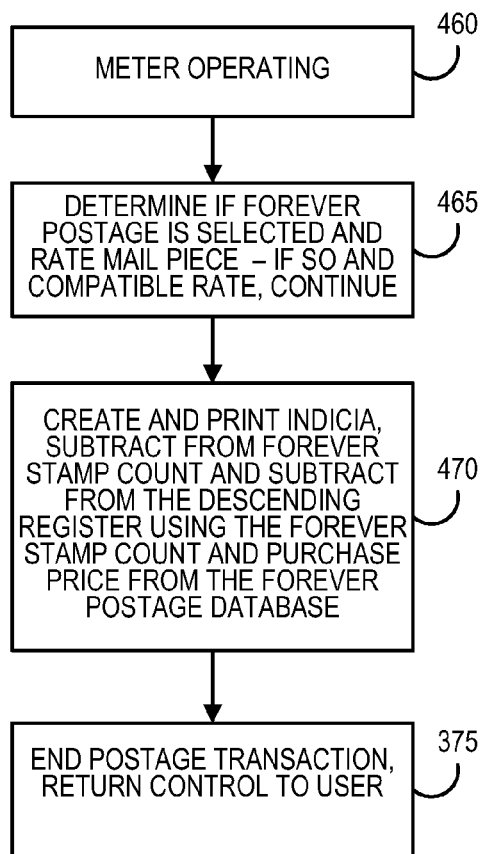 460
METER OPERATING
465
DETERMINE IF FOREVER
POSTAGE IS SELECTED AND
RATE MAIL PIECE – IF SO AND
COMPATIBLE RATE, CONTINUE
470
CREATE AND PRINT INDICIA,
SUBTRACT FROM FOREVER
STAMP COUNT AND SUBTRACT
FROM THE DESCENDING
REGISTER USING THE FOREVER
STAMP COUNT AND PURCHASE
PRICE FROM THE FOREVER
POSTAGE DATABASE
375
END POSTAGE TRANSACTION,
RETURN CONTROL TO USER